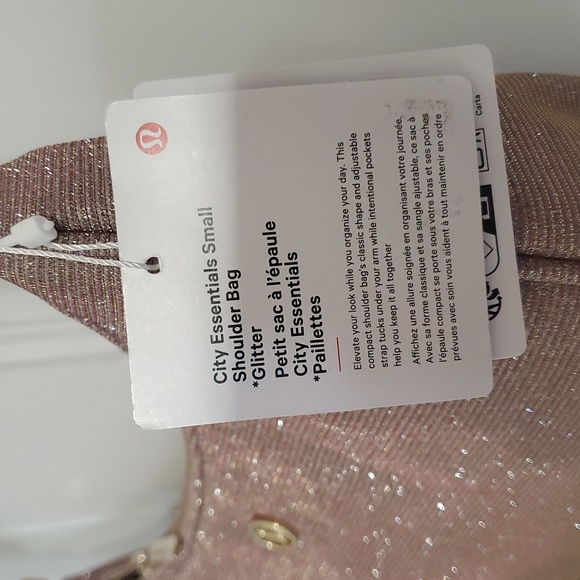 City Essentials Small
Shoulder Bag
*Glitter
Petit sac à l'épaule
City Essentials
*Paillettes
Elevate your look while you organize your day. This
compact shoulder bag's classic shape and adjustable
strap tucks under your arm while intentional pockets
help you keep it all together
Affichez une allure soignée en organisant votre journée.
Avec sa forme classique et sa sangle ajustable, ce sac à
l'épaule compact se porte sous votre bras et ses poches
prévues avec soin vous aident à tout maintenir en ordre
Carta